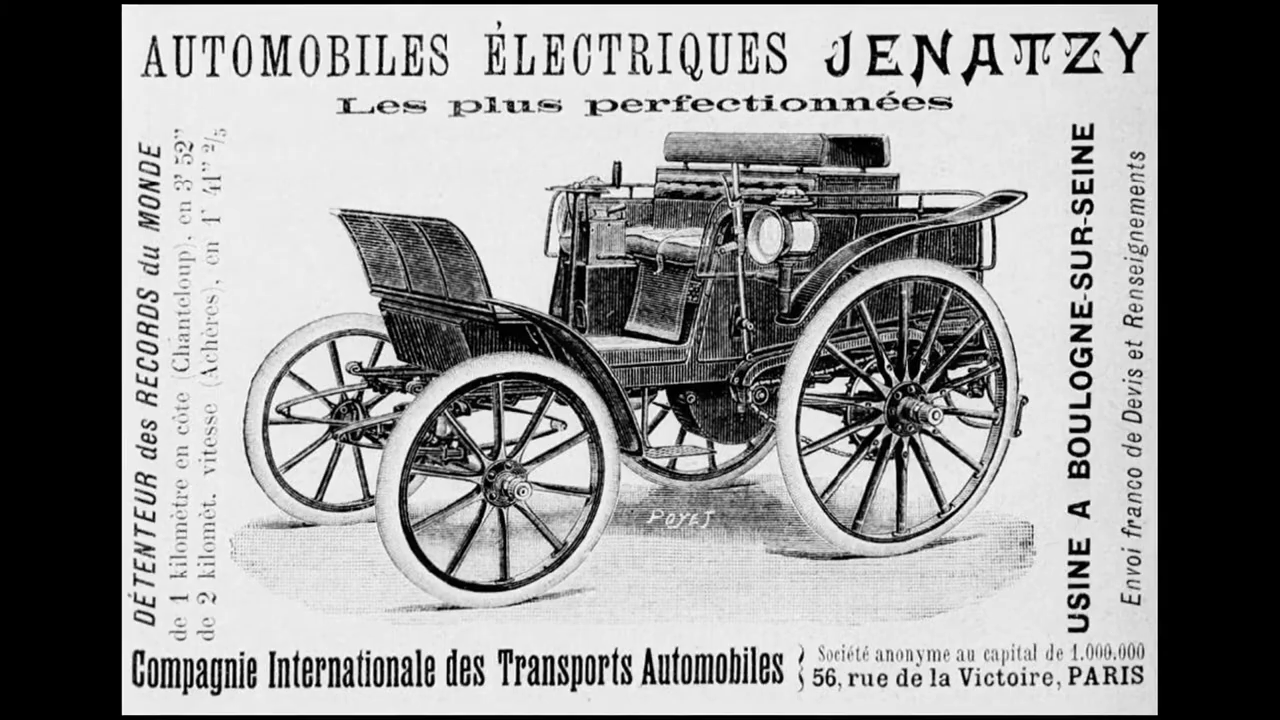 AUTOMOBILES ÉLECTRIQUES JENATZY
Les plus perfectionnées
DÉTENTEUR des RECORDS du MONDE
de 1 kilomètre en côte (Chanteloup), en 3' 52"
de 2 kilomèt. vitesse (Achères), en 1' 41" 2/5
POYET
USINE A BOULOGNE-SUR-SEINE
Envoi franco de Devis et Renseignements
Compagnie Internationale des Transports Automobiles
Société anonyme au capital de 1.000.000
56, rue de la Victoire, PARIS